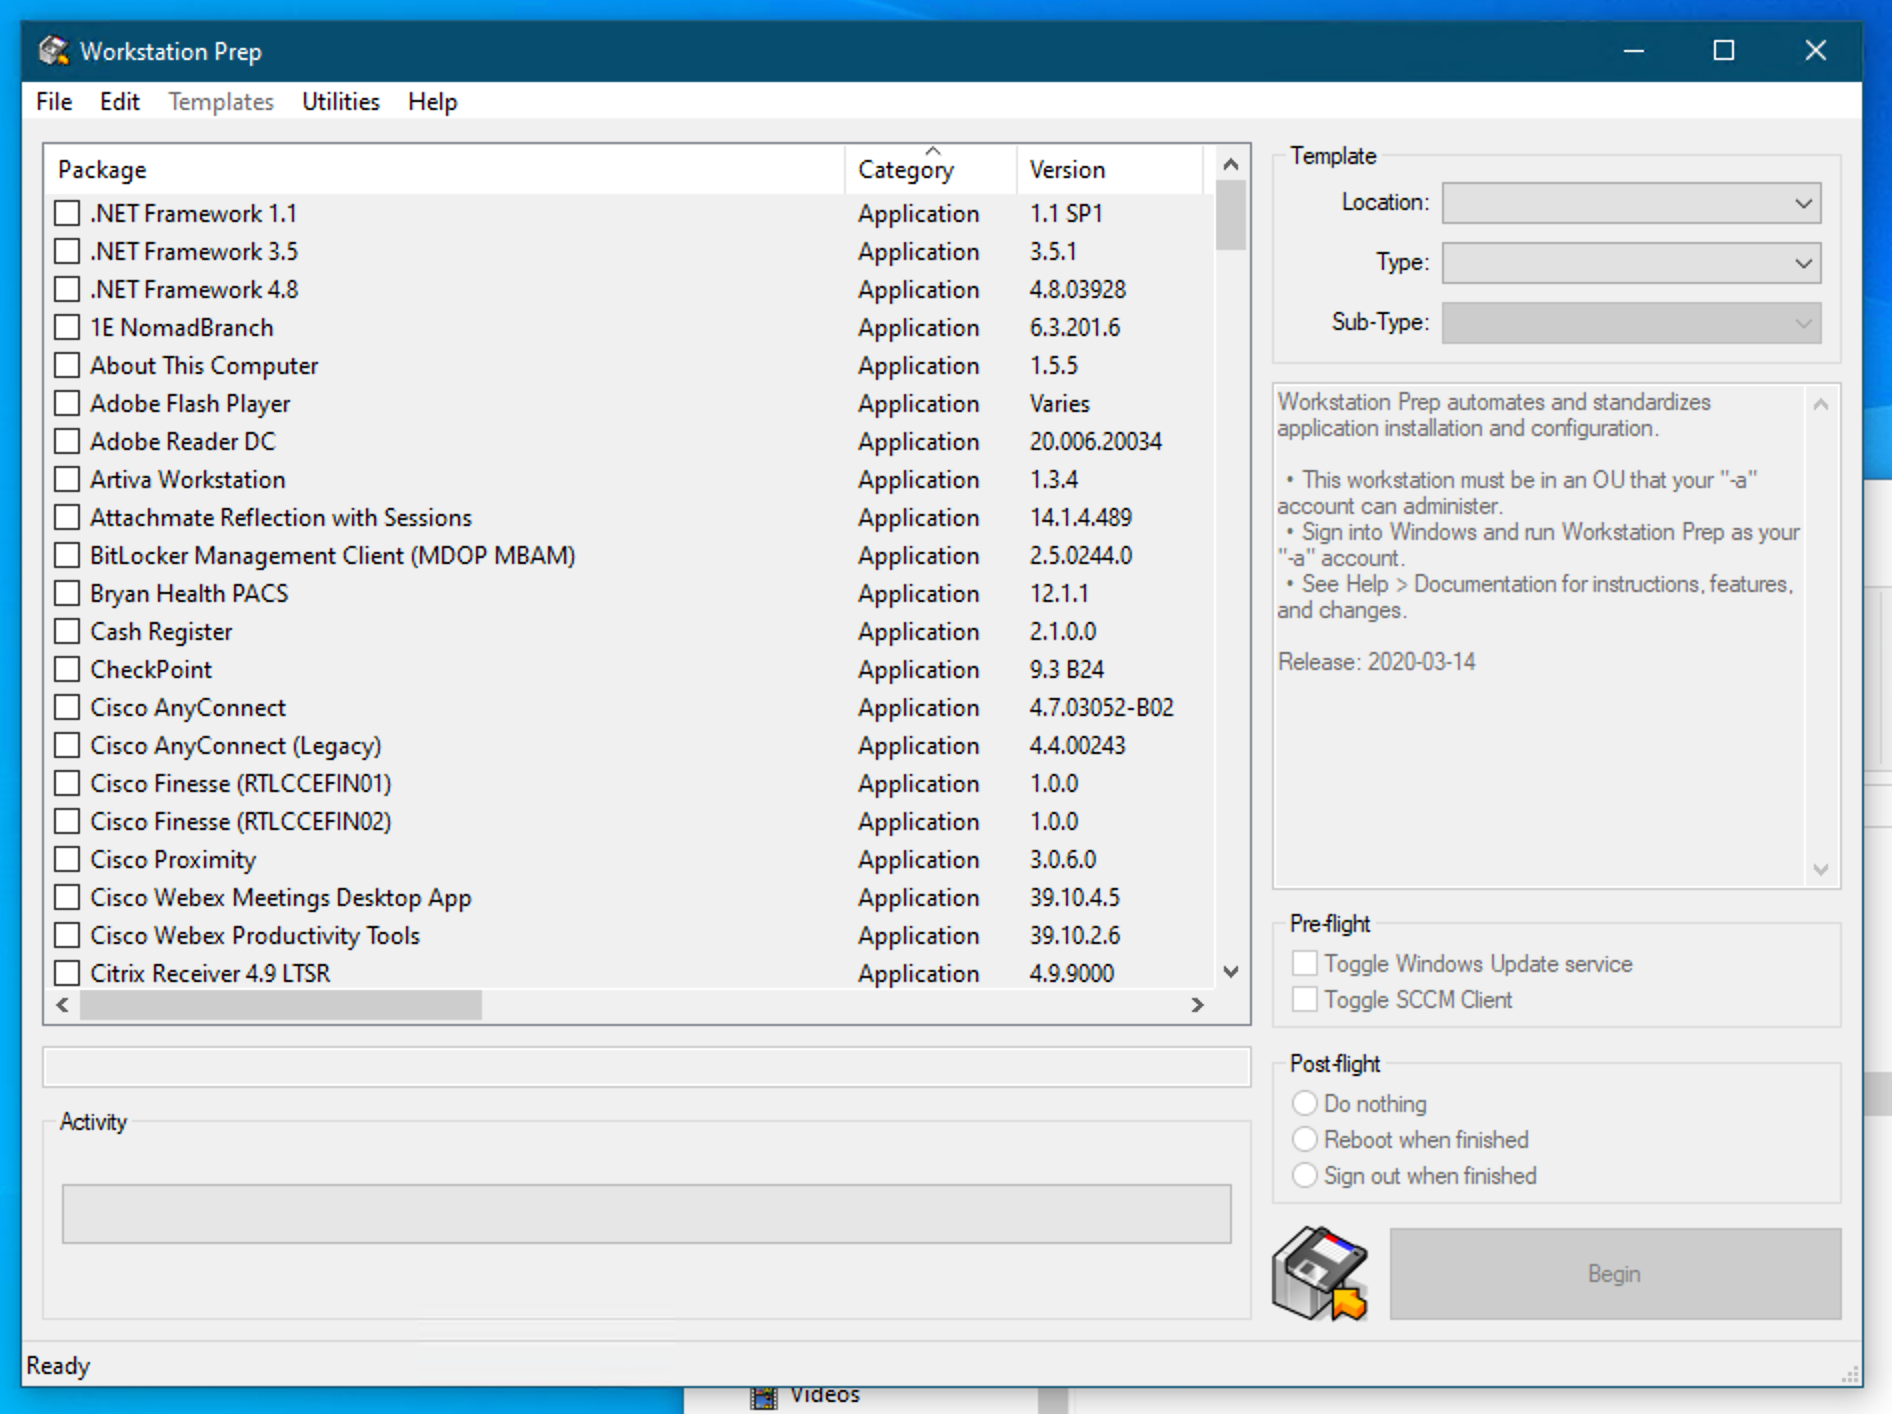 Workstation Prep
File Edit Templates Utilities Help
Package Category Version
.NET Framework 1.1 Application 1.1 SP1
.NET Framework 3.5 Application 3.5.1
.NET Framework 4.8 Application 4.8.03928
1E NomadBranch Application 6.3.201.6
About This Computer Application 1.5.5
Adobe Flash Player Application Varies
Adobe Reader DC Application 20.006.20034
Artiva Workstation Application 1.3.4
Attachmate Reflection with Sessions Application 14.1.4.489
BitLocker Management Client (MDOP MBAM) Application 2.5.0244.0
Bryan Health PACS Application 12.1.1
Cash Register Application 2.1.0.0
CheckPoint Application 9.3 B24
Cisco AnyConnect Application 4.7.03052-B02
Cisco AnyConnect (Legacy) Application 4.4.00243
Cisco Finesse (RTLCCEFIN01) Application 1.0.0
Cisco Finesse (RTLCCEFIN02) Application 1.0.0
Cisco Proximity Application 3.0.6.0
Cisco Webex Meetings Desktop App Application 39.10.4.5
Cisco Webex Productivity Tools Application 39.10.2.6
Citrix Receiver 4.9 LTSR Application 4.9.9000
Activity
Template
Location:
Type:
Sub-Type:
Workstation Prep automates and standardizes
application installation and configuration.
• This workstation must be in an OU that your "-a"
account can administer.
• Sign into Windows and run Workstation Prep as your
"-a" account.
• See Help > Documentation for instructions, features,
and changes.
Release: 2020-03-14
Pre-flight
Toggle Windows Update service
Toggle SCCM Client
Post-flight
Do nothing
Reboot when finished
Sign out when finished
Begin
Ready
Videos